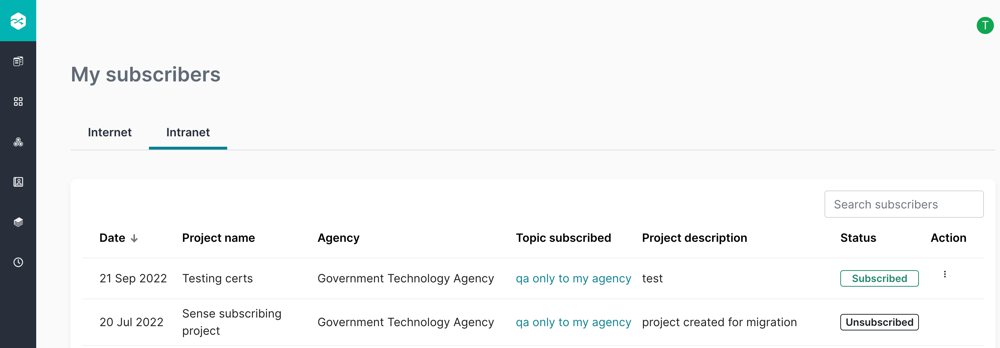 T
My subscribers
Internet Intranet
Search subscribers
Date ↓ Project name Agency Topic subscribed Project description Status Action
21 Sep 2022 Testing certs Government Technology Agency qa only to my agency test Subscribed
20 Jul 2022 Sense subscribing project Government Technology Agency qa only to my agency project created for migration Unsubscribed